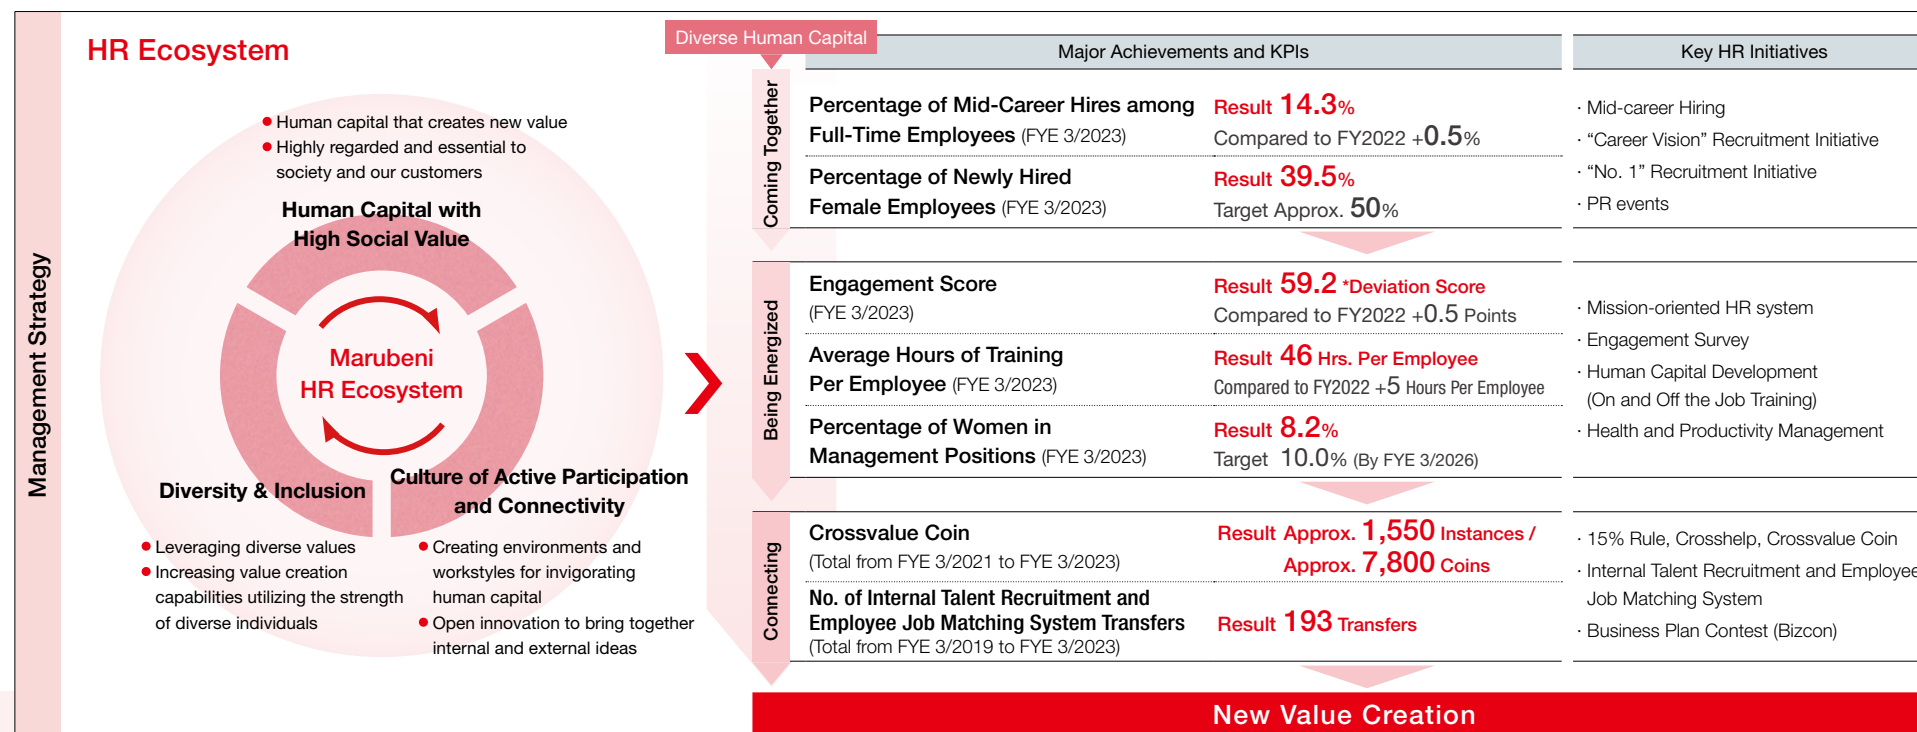 Management Strategy
HR Ecosystem
• Human capital that creates new value
• Highly regarded and essential to
society and our customers
Human Capital with
High Social Value
Marubeni
HR Ecosystem
Diversity & Inclusion
• Leveraging diverse values
• Increasing value creation
capabilities utilizing the strength
of diverse individuals
Culture of Active Participation
and Connectivity
• Creating environments and
workstyles for invigorating
human capital
• Open innovation to bring together
internal and external ideas
Diverse Human Capital
Major Achievements and KPIs
Key HR Initiatives
Coming Together
Percentage of Mid-Career Hires among
Full-Time Employees (FYE 3/2023)
Result 14.3%
Compared to FY2022 +0.5%
Percentage of Newly Hired
Female Employees (FYE 3/2023)
Result 39.5%
Target Approx. 50%
· Mid-career Hiring
· “Career Vision” Recruitment Initiative
· “No. 1” Recruitment Initiative
· PR events
Being Energized
Engagement Score
(FYE 3/2023)
Result 59.2 *Deviation Score
Compared to FY2022 +0.5 Points
Average Hours of Training
Per Employee (FYE 3/2023)
Result 46 Hrs. Per Employee
Compared to FY2022 +5 Hours Per Employee
Percentage of Women in
Management Positions (FYE 3/2023)
Result 8.2%
Target 10.0% (By FYE 3/2026)
· Mission-oriented HR system
· Engagement Survey
· Human Capital Development
(On and Off the Job Training)
· Health and Productivity Management
Connecting
Crossvalue Coin
(Total from FYE 3/2021 to FYE 3/2023)
Result Approx. 1,550 Instances /
Approx. 7,800 Coins
No. of Internal Talent Recruitment and
Employee Job Matching System Transfers
(Total from FYE 3/2019 to FYE 3/2023)
Result 193 Transfers
· 15% Rule, Crosshelp, Crossvalue Coin
· Internal Talent Recruitment and Employee
Job Matching System
· Business Plan Contest (Bizcon)
New Value Creation